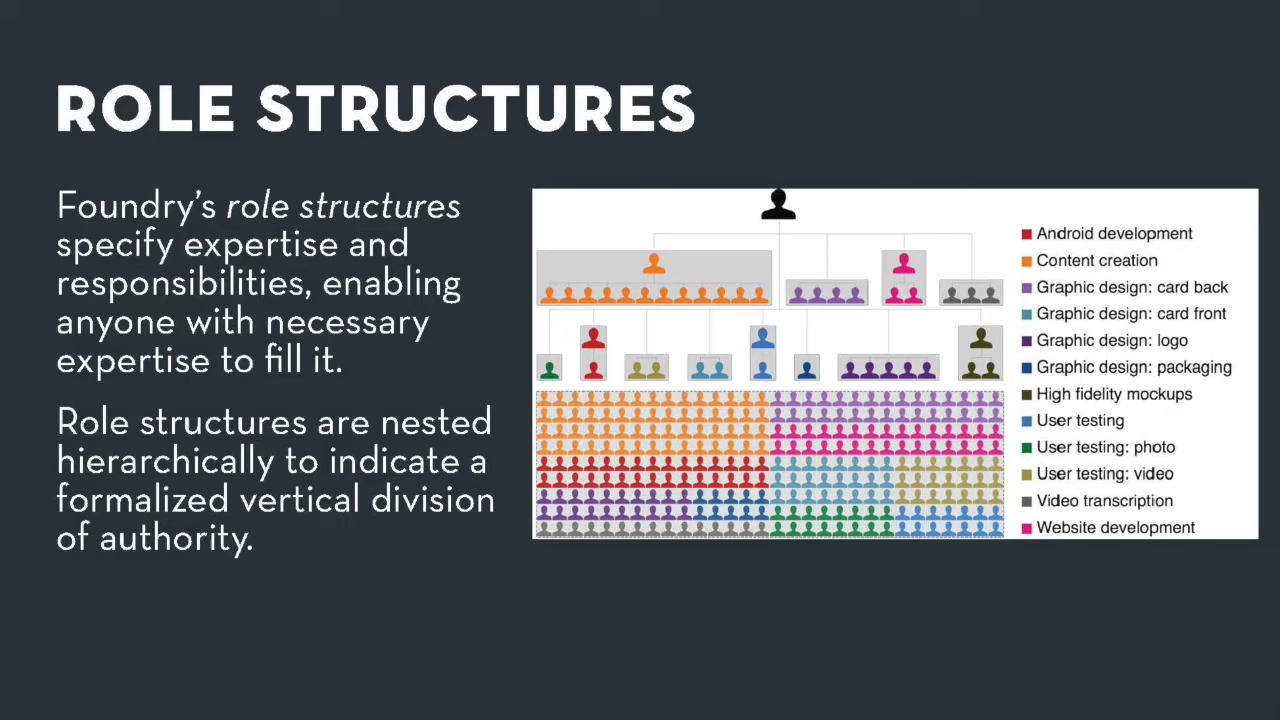 ROLE STRUCTURES
Foundry’s role structures
specify expertise and
responsibilities, enabling
anyone with necessary
expertise to fill it.
Role structures are nested
hierarchically to indicate a
formalized vertical division
of authority.
Android development
Content creation
Graphic design: card back
Graphic design: card front
Graphic design: logo
Graphic design: packaging
High fidelity mockups
User testing
User testing: photo
User testing: video
Video transcription
Website development